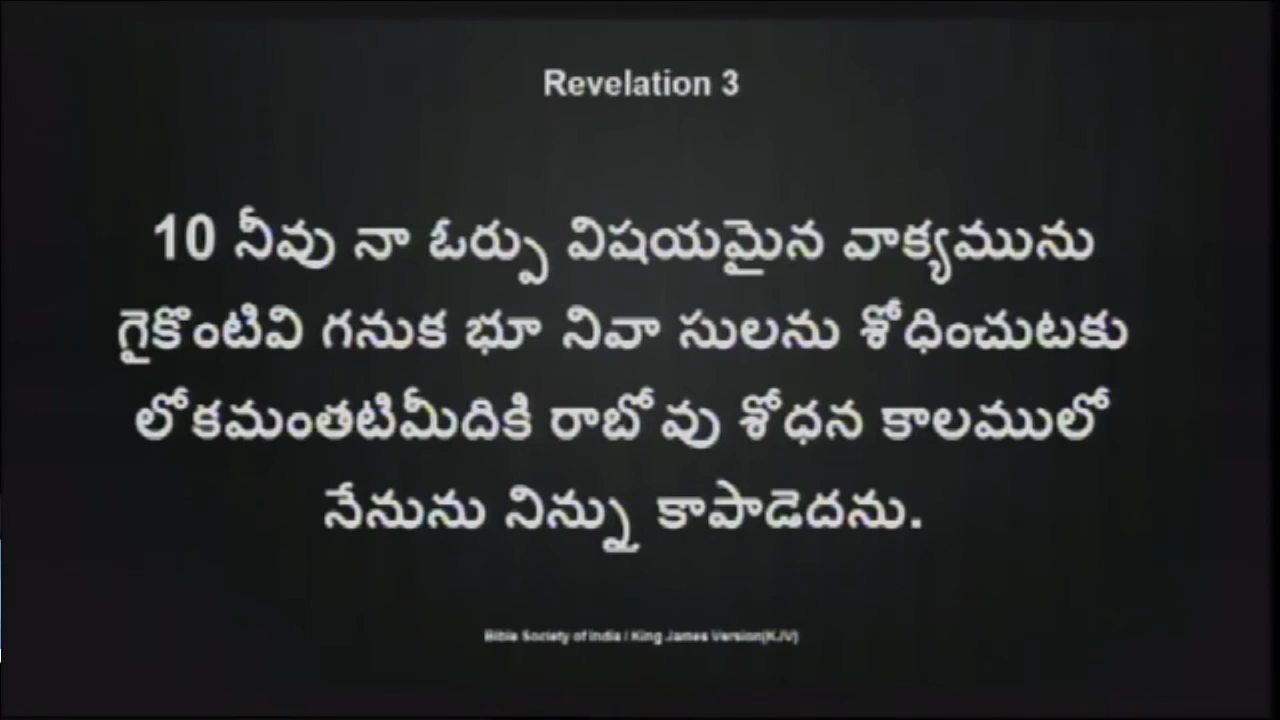 Revelation 3
10 నీవు నా ఓర్పు విషయమైన వాక్యమును
గైకొంటివి గనుక భూ నివా సులను శోధించుటకు
లోకమంతటిమీదికి రాబోవు శోధన కాలములో
నేనును నిన్ను కాపాడెదను.
Bible Society of India / King James Version(KJV)